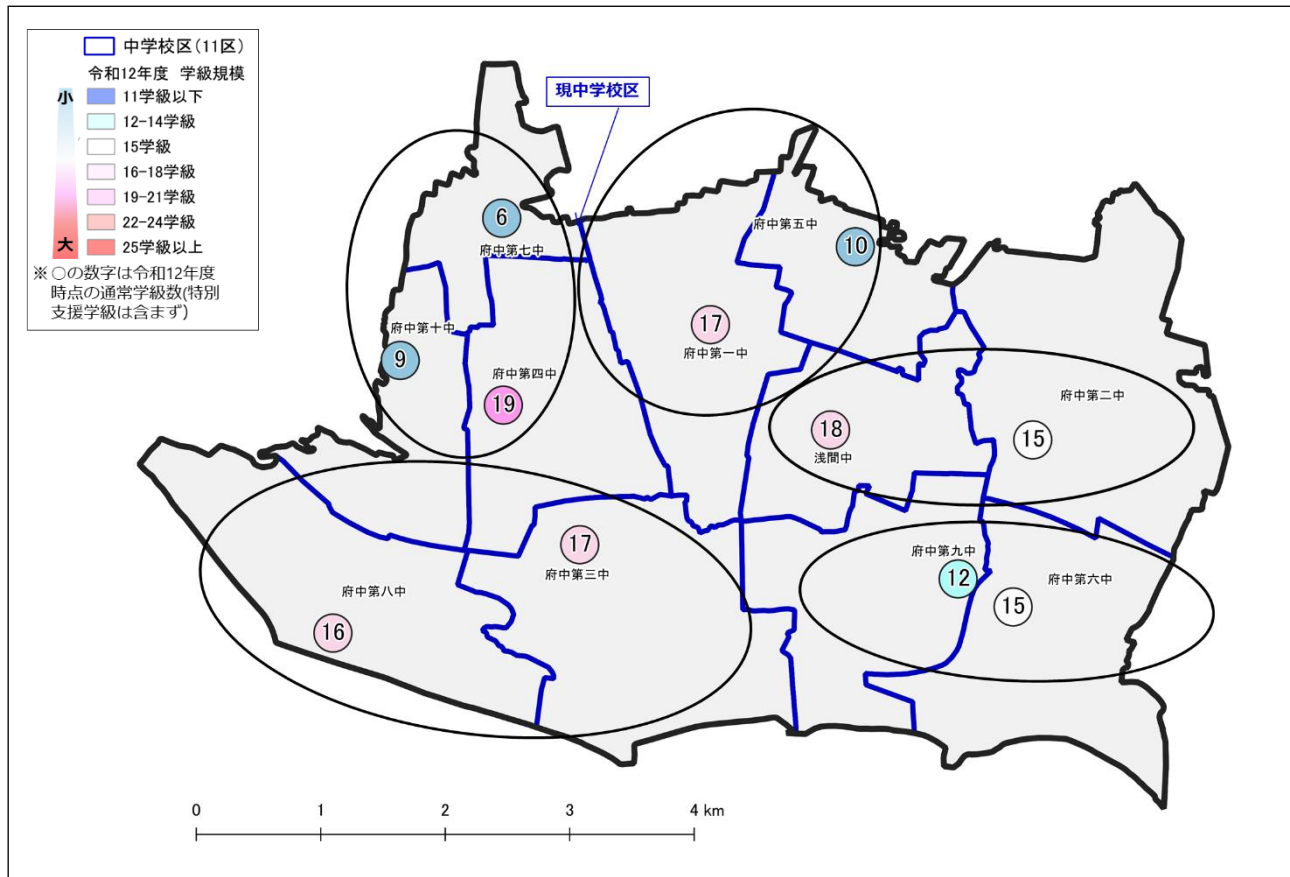 中学校区(11区)
令和12年度 学級規模
小
11学級以下
12-14学級
15学級
16-18学級
19-21学級
22-24学級
大
25学級以上
※ ○の数字は令和12年度
時点の通常学級数(特別
支援学級は含まず)
現中学校区
6
府中第七中
府中第五中
10
17
府中第一中
府中第十中
9
府中第四中
19
府中第二中
18
浅間中
15
17
府中第三中
府中第八中
16
府中第九中
12
府中第六中
15
0 1 2 3 4 km